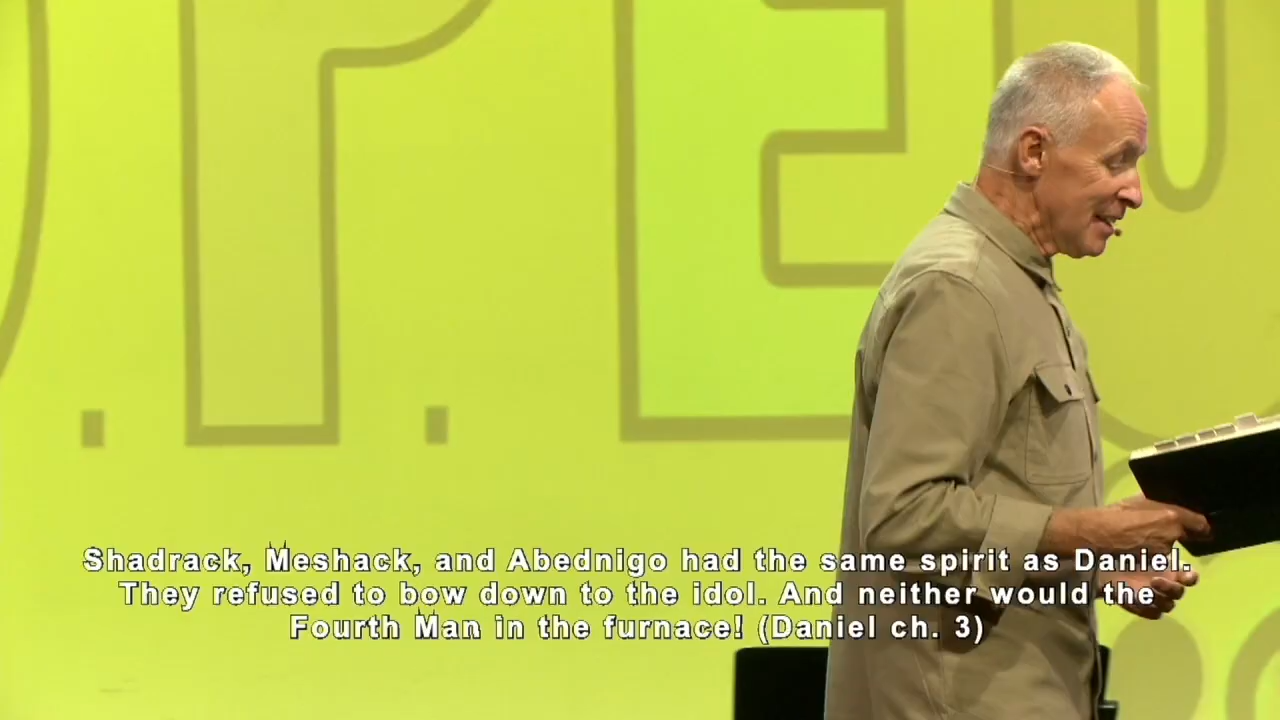 .P.E
Shadrack, Meshack, and Abednigo had the same spirit as Daniel.
They refused to bow down to the idol. And neither would the
Fourth Man in the furnace! (Daniel ch. 3)